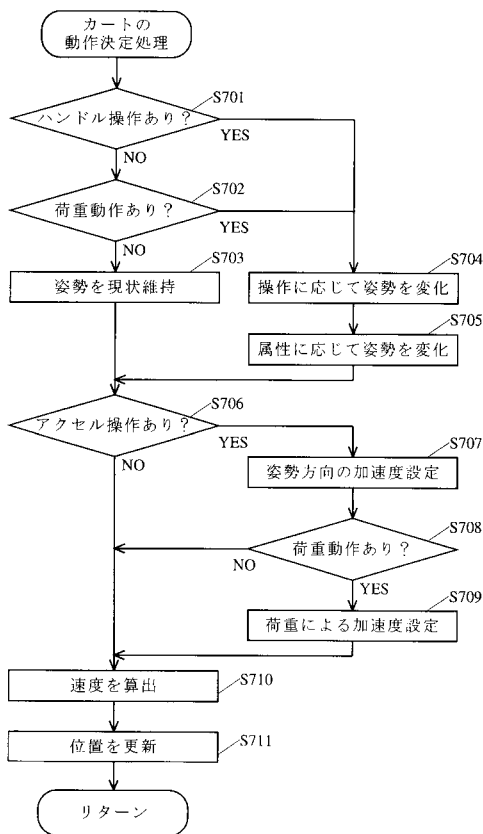 カートの
動作決定処理
S701
ハンドル操作あり？
YES
NO
S702
荷重動作あり？
YES
NO
S703
姿勢を現状維持
S704
操作に応じて姿勢を変化
S705
属性に応じて姿勢を変化
S706
アクセル操作あり？
YES
NO
S707
姿勢方向の加速度設定
S708
荷重動作あり？
NO
YES
S709
荷重による加速度設定
S710
速度を算出
S711
位置を更新
リターン